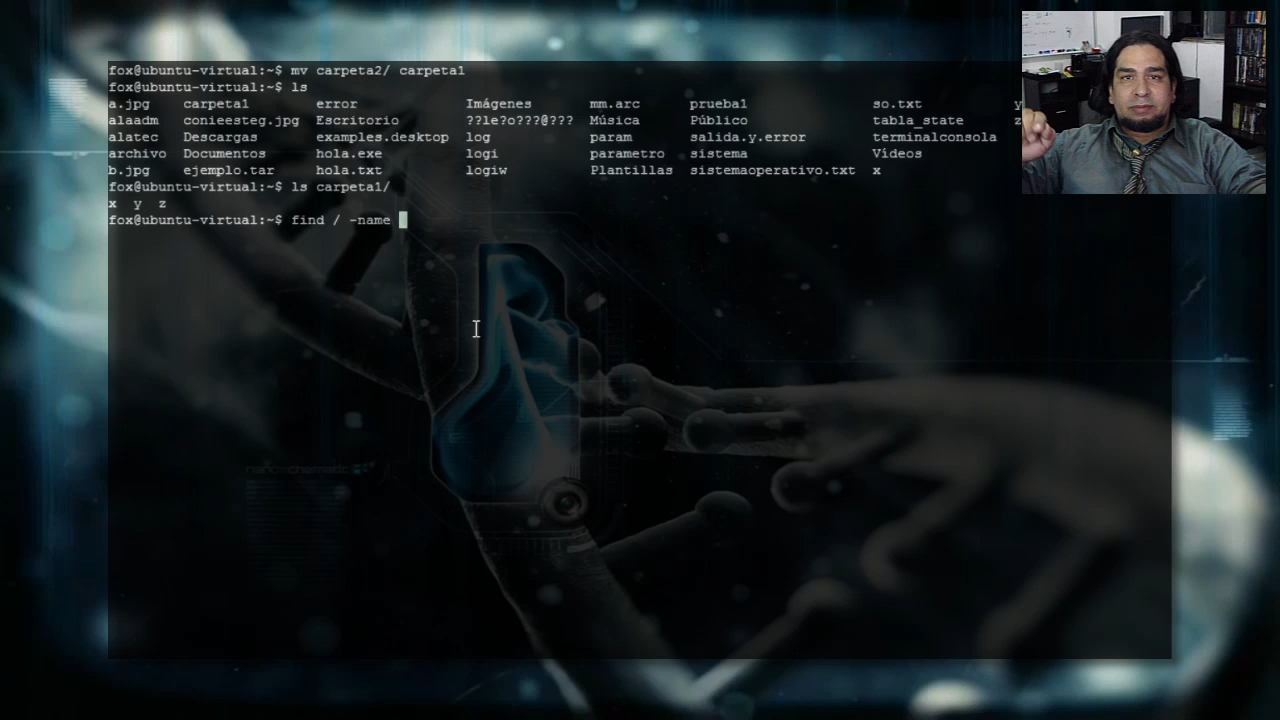 fox@ubuntu-virtual:~$ mv carpeta2/ carpeta1
fox@ubuntu-virtual:~$ ls
a.jpg carpeta1 error Imágenes mm.arc prueba1 so.txt y
alaadm conieesteg.jpg Escritorio ??le?o???@??? Música Público tabla_state z
alatec Descargas examples.desktop log param salida.y.error terminalconsola
archivo Documentos hola.exe logi parametro sistema Vídeos
b.jpg ejemplo.tar hola.txt logiw Plantillas sistemaoperativo.txt x
fox@ubuntu-virtual:~$ ls carpeta1/
x y z
fox@ubuntu-virtual:~$ find / -name